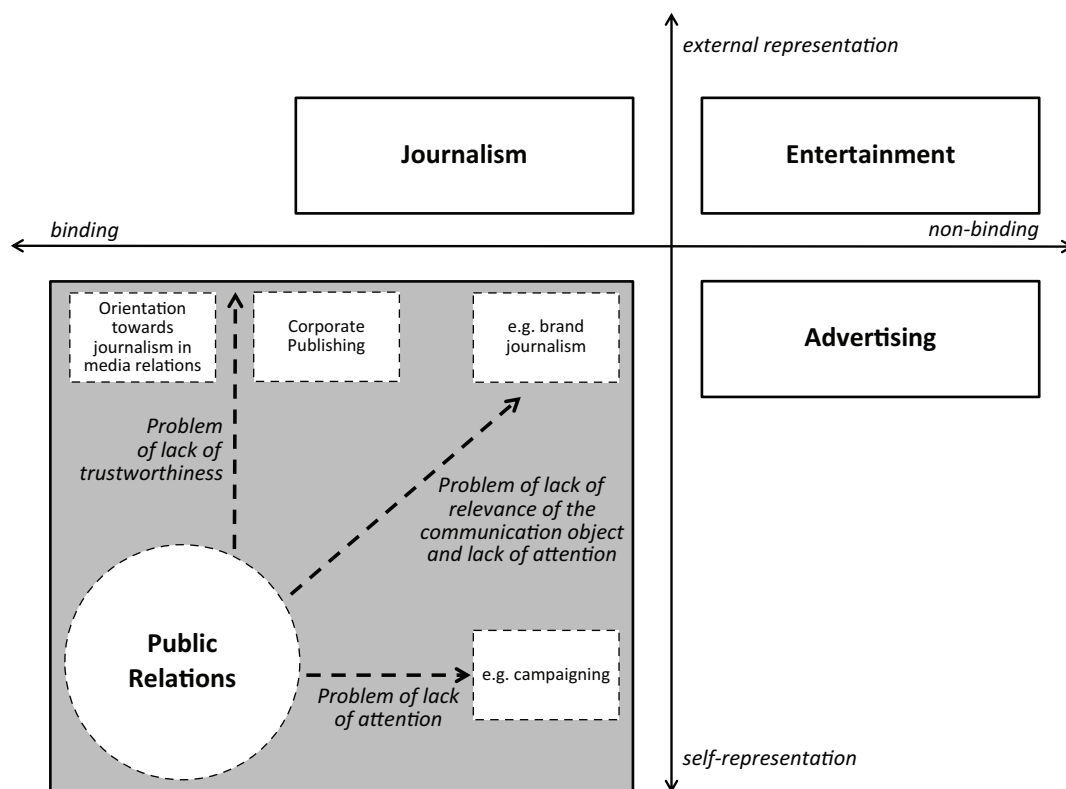 external representation
Journalism
Entertainment
binding
non-binding
Orientation
towards
journalism in
media relations
Corporate
Publishing
e.g. brand
journalism
Advertising
Problem
of lack of
trustworthiness
Problem of lack of
relevance of the
communication object
and lack of attention
Public
Relations
e.g. campaigning
Problem of lack
of attention
self-representation